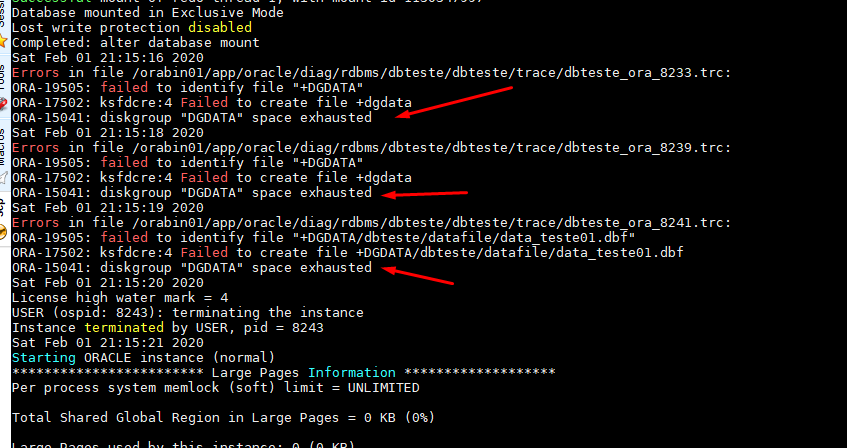 Database mounted in Exclusive Mode
Lost write protection disabled
Completed: alter database mount
Sat Feb 01 21:15:16 2020
Errors in file /orabin01/app/oracle/diag/rdbms/dbteste/dbteste/trace/dbteste_ora_8233.trc:
ORA-19505: failed to identify file "+DGDATA"
ORA-17502: ksfdcre:4 Failed to create file +dgdata
ORA-15041: diskgroup "DGDATA" space exhausted
Sat Feb 01 21:15:18 2020
Errors in file /orabin01/app/oracle/diag/rdbms/dbteste/dbteste/trace/dbteste_ora_8239.trc:
ORA-19505: failed to identify file "+DGDATA"
ORA-17502: ksfdcre:4 Failed to create file +dgdata
ORA-15041: diskgroup "DGDATA" space exhausted
Sat Feb 01 21:15:19 2020
Errors in file /orabin01/app/oracle/diag/rdbms/dbteste/dbteste/trace/dbteste_ora_8241.trc:
ORA-19505: failed to identify file "+DGDATA/dbteste/datafile/data_teste01.dbf"
ORA-17502: ksfdcre:4 Failed to create file +DGDATA/dbteste/datafile/data_teste01.dbf
ORA-15041: diskgroup "DGDATA" space exhausted
Sat Feb 01 21:15:20 2020
License high water mark = 4
USER (ospid: 8243): terminating the instance
Instance terminated by USER, pid = 8243
Sat Feb 01 21:15:21 2020
Starting ORACLE instance (normal)
************************ Large Pages Information *******************
Per process system memlock (soft) limit = UNLIMITED
Total Shared Global Region in Large Pages = 0 KB (0%)
Large Pages used by this instance: 0 (0 KB)
Tools
Macros